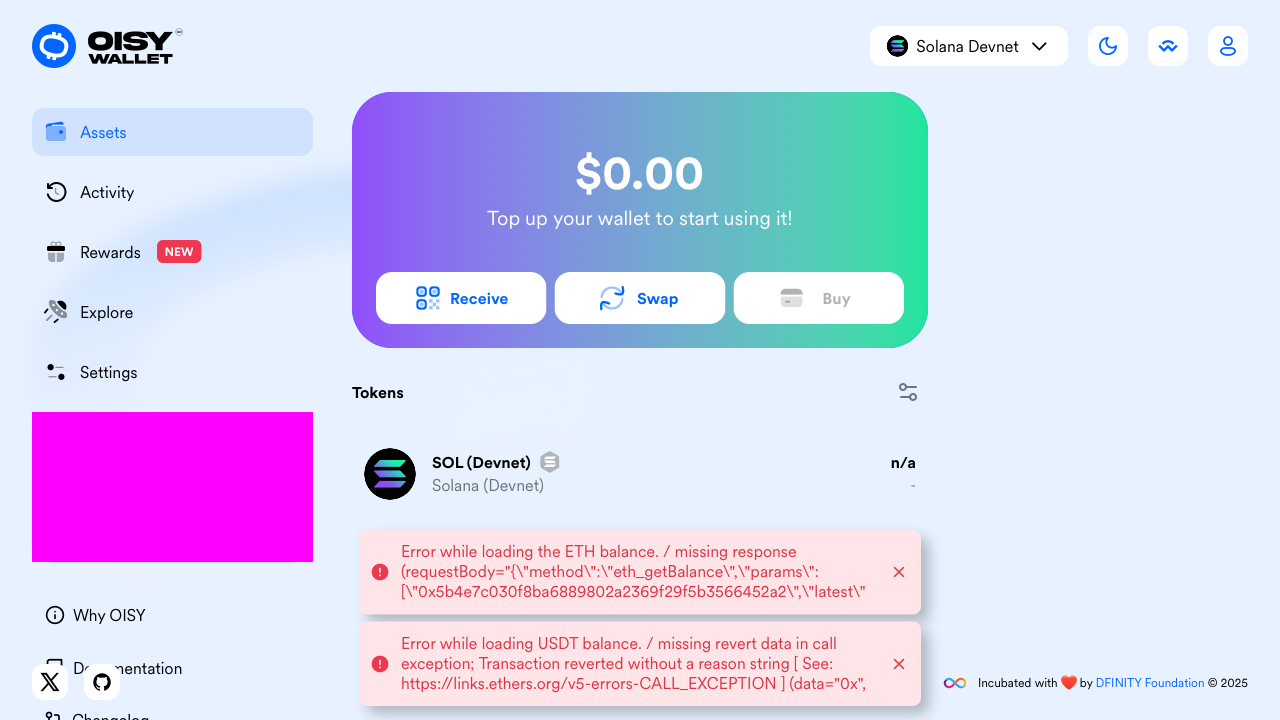 OISY
WALLET
Solana Devnet
Assets
Activity
Rewards NEW
Explore
Settings
$0.00
Top up your wallet to start using it!
Receive
Swap
Buy
Tokens
SOL (Devnet)
n/a
Solana (Devnet)
-
Error while loading the ETH balance. / missing response
(requestBody="{\"method\":\"eth_getBalance\",\"params\":
[\"0x5b4e7c030f8ba6889802a2369f29f5b3566452a2\",\"latest\"
Error while loading USDT balance. / missing revert data in call
exception; Transaction reverted without a reason string [ See:
https://links.ethers.org/v5-errors-CALL_EXCEPTION ] (data="0x",
Why OISY
Incubated with ❤️ by DFINITY Foundation © 2025